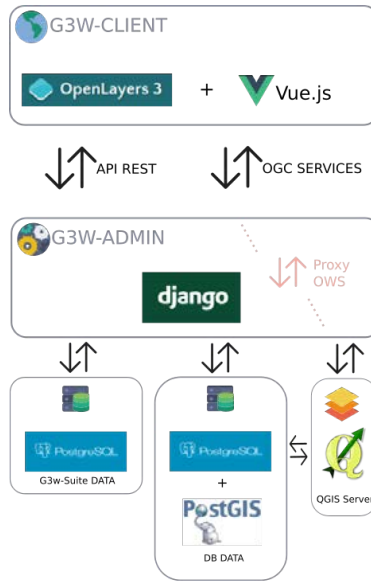 G3W-CLIENT
OpenLayers 3
+
Vue.js
API REST
OGC SERVICES
G3W-ADMIN
Proxy
OWS
django
PostgreSQL
G3w-Suite DATA
PostgreSQL
+
PostGIS
DB DATA
QGIS Server